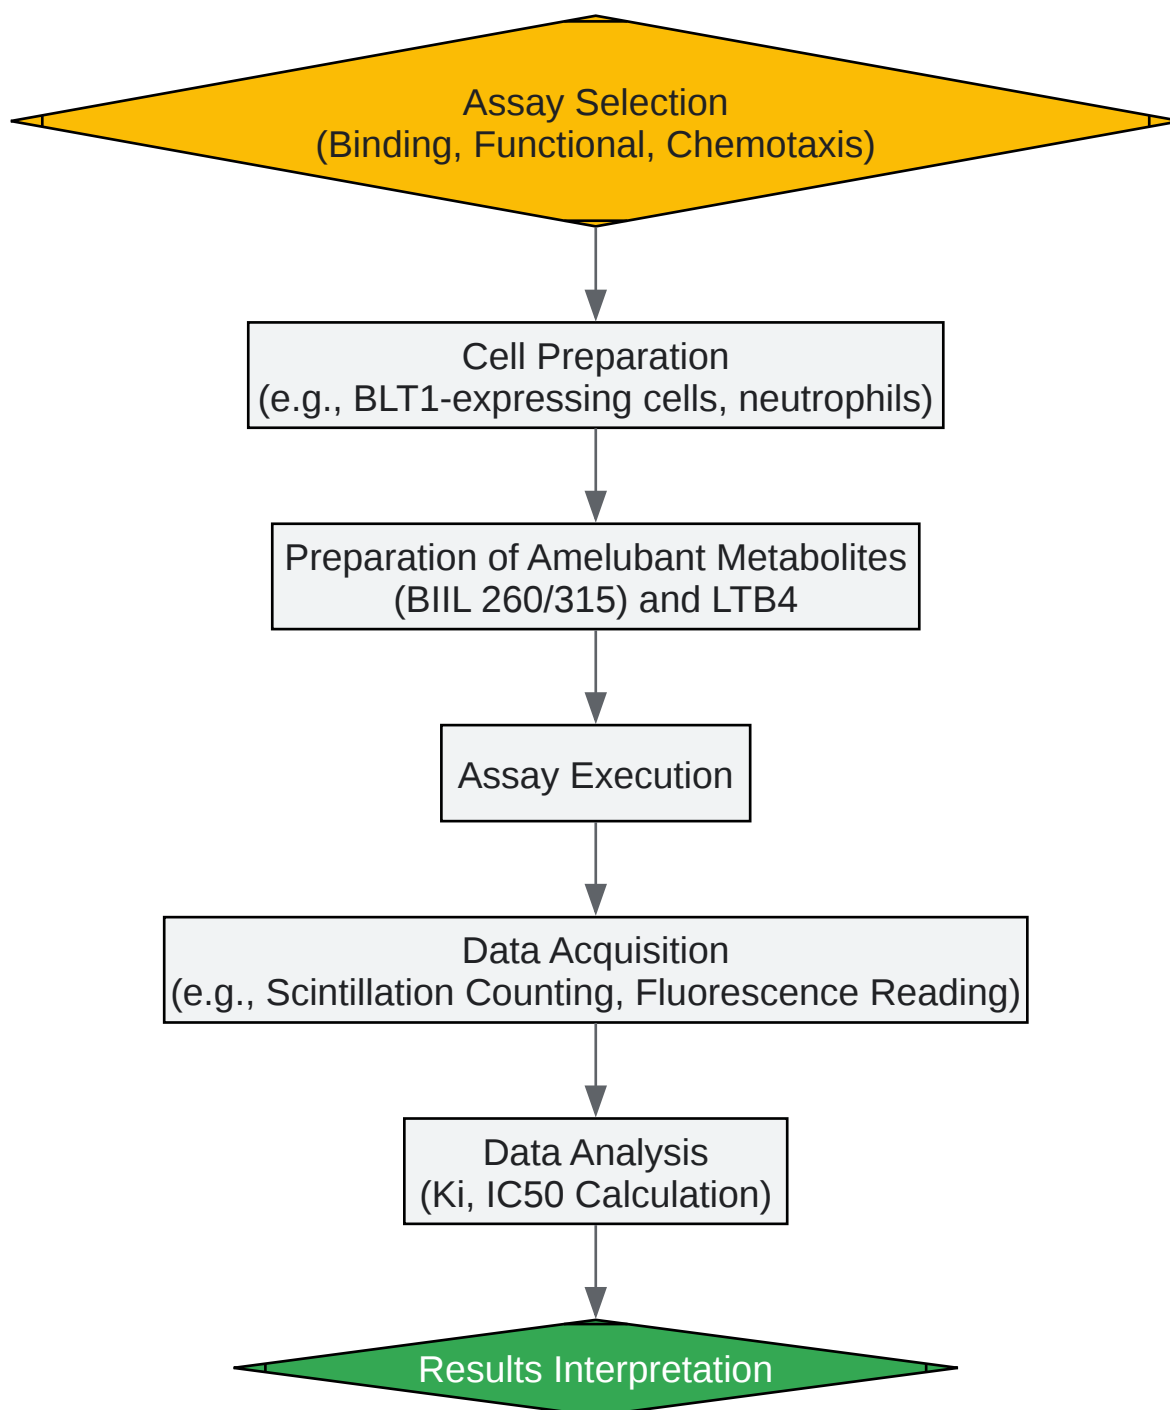 Assay Selection
(Binding, Functional, Chemotaxis)
Cell Preparation
(e.g., BLT1-expressing cells, neutrophils)
Preparation of Amelubant Metabolites
(BIIL 260/315) and LTB4
Assay Execution
Data Acquisition
(e.g., Scintillation Counting, Fluorescence Reading)
Data Analysis
(Ki, IC50 Calculation)
Results Interpretation